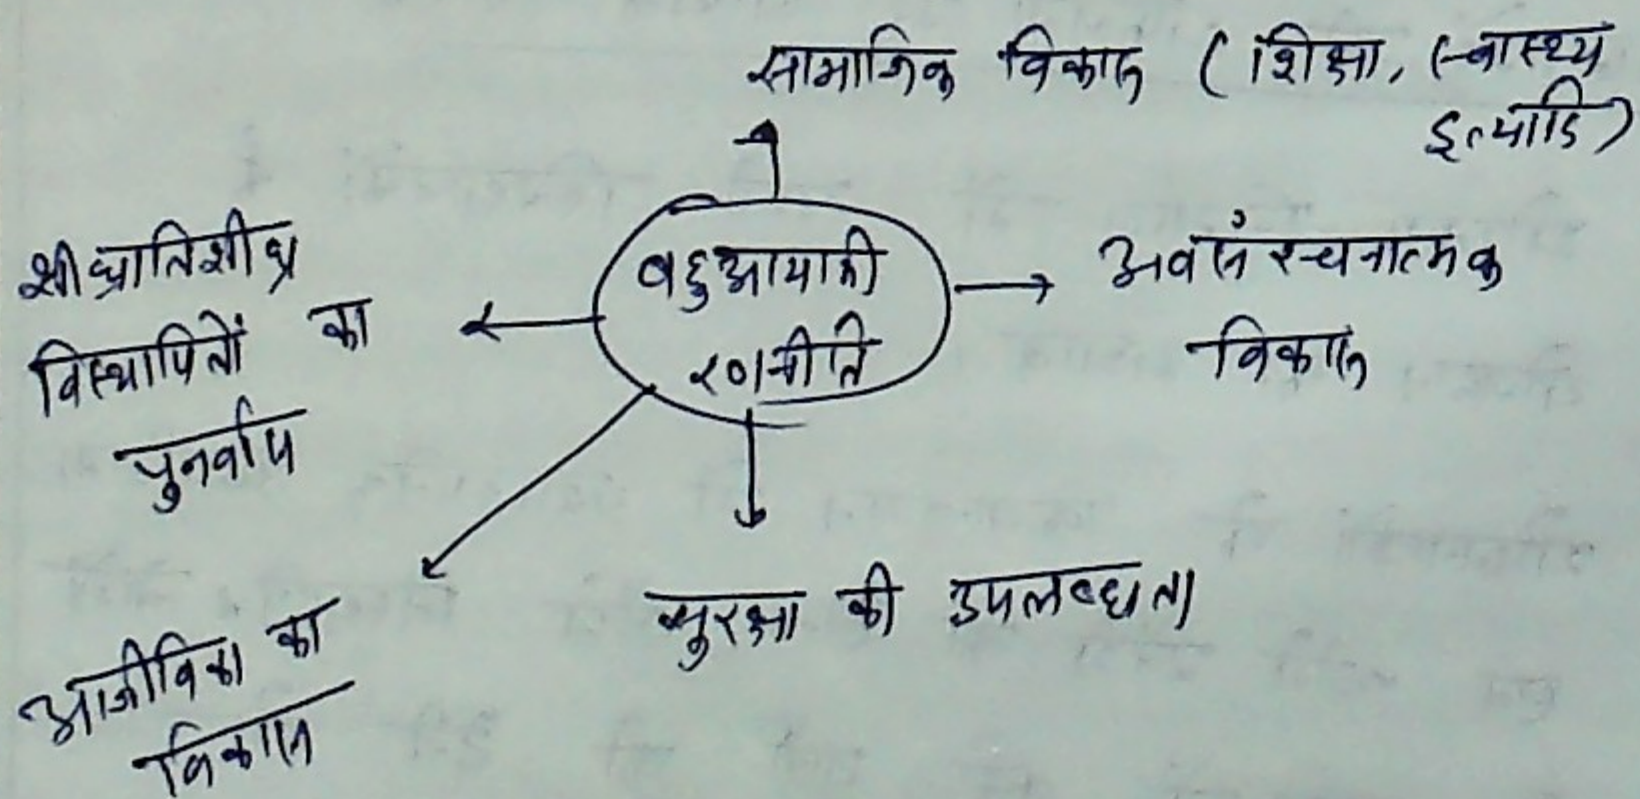 सामाजिक विकास (शिक्षा, स्वास्थ्य
इत्यादि)
बहुआयामी
रणनीति
अवसंरचनात्मक
विकास
शीघ्रातिशीघ्र
विस्थापितों का
पुनर्वास
सुरक्षा की उपलब्धता
आजीविका का
विकास